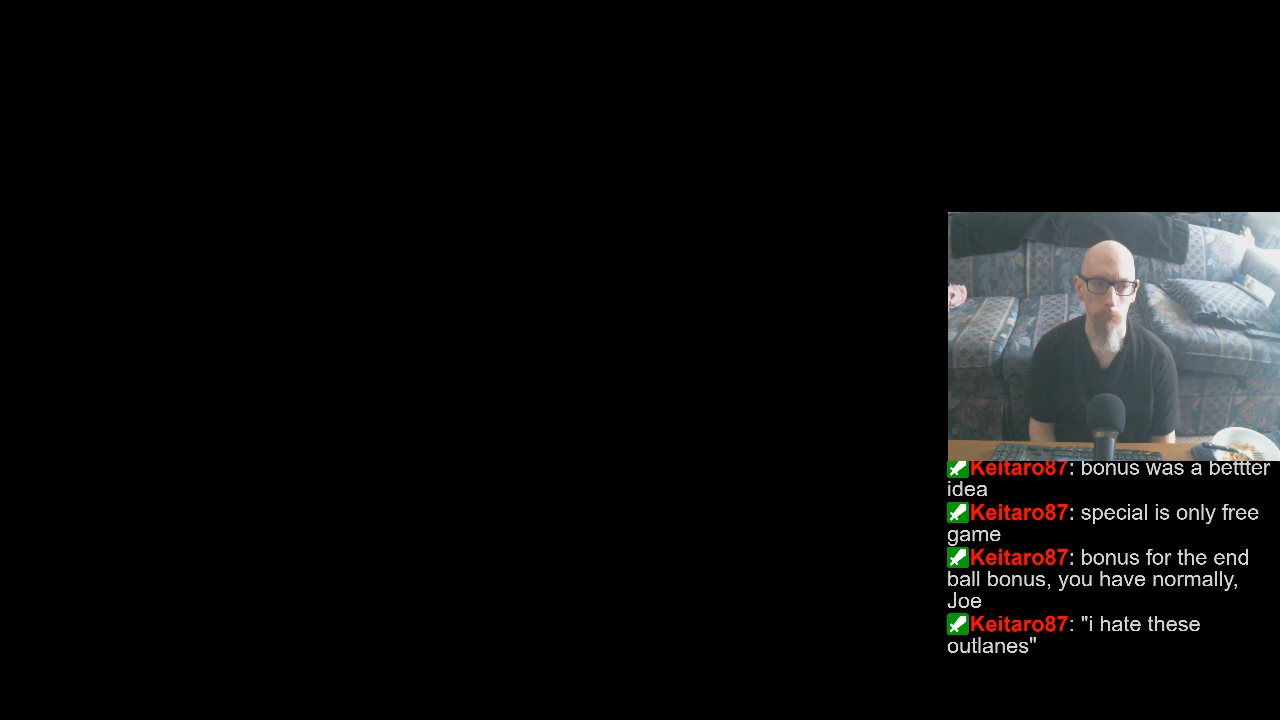 Keitaro87: bonus was a bettter
idea
Keitaro87: special is only free
game
Keitaro87: bonus for the end
ball bonus, you have normally,
Joe
Keitaro87: "i hate these
outlanes"